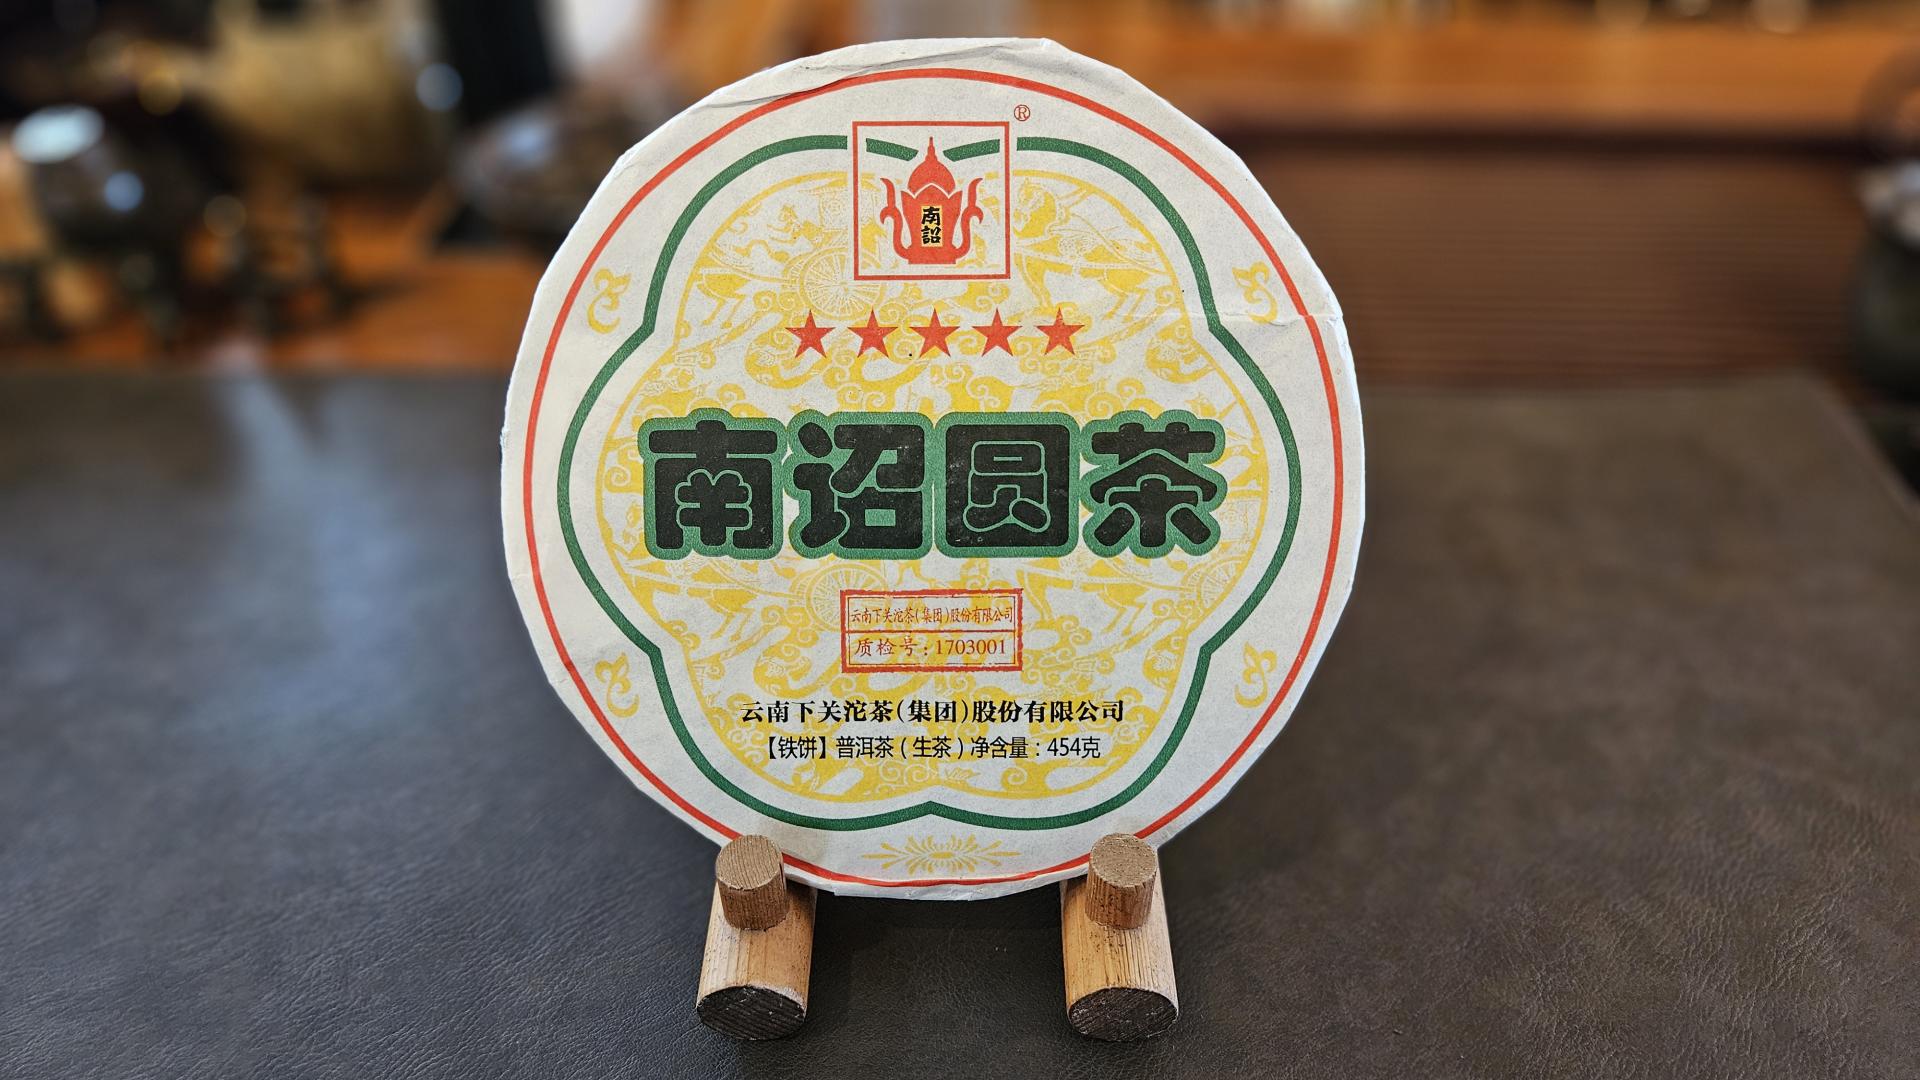 ®
南
詔
南诏圆茶
云南下关沱茶(集团)股份有限公司
质检号:1703001
云南下关沱茶(集团)股份有限公司
【铁饼】普洱茶(生茶)净含量:454克